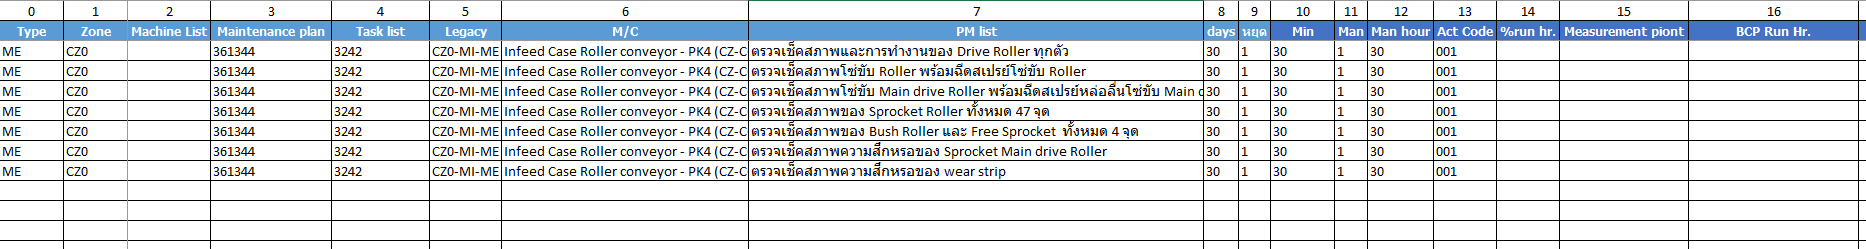 0 1 2 3 4 5 6 7 8 9 10 11 12 13 14 15 16
Type Zone Machine List Maintenance plan Task list Legacy M/C PM list days หยุด Min Man Man hour Act Code %run hr. Measurement piont BCP Run Hr.
ME CZ0 361344 3242 CZ0-MI-ME Infeed Case Roller conveyor - PK4 (CZ-C ตรวจเช็คสภาพและการทำงานของ Drive Roller ทุกตัว 30 1 30 1 30 001
ME CZ0 361344 3242 CZ0-MI-ME Infeed Case Roller conveyor - PK4 (CZ-C ตรวจเช็คสภาพโซ่ขับ Roller พร้อมฉีดสเปรย์โซ่ขับ Roller 30 1 30 1 30 001
ME CZ0 361344 3242 CZ0-MI-ME Infeed Case Roller conveyor - PK4 (CZ-C ตรวจเช็คสภาพโซ่ขับ Main drive Roller พร้อมฉีดสเปรย์หล่อลื่นโซ่ขับ Main 30 1 30 1 30 001
ME CZ0 361344 3242 CZ0-MI-ME Infeed Case Roller conveyor - PK4 (CZ-C ตรวจเช็คสภาพของ Sprocket Roller ทั้งหมด 47 จุด 30 1 30 1 30 001
ME CZ0 361344 3242 CZ0-MI-ME Infeed Case Roller conveyor - PK4 (CZ-C ตรวจเช็คสภาพของ Bush Roller และ Free Sprocket ทั้งหมด 4 จุด 30 1 30 1 30 001
ME CZ0 361344 3242 CZ0-MI-ME Infeed Case Roller conveyor - PK4 (CZ-C ตรวจเช็คสภาพความสึกหรอของ Sprocket Main drive Roller 30 1 30 1 30 001
ME CZ0 361344 3242 CZ0-MI-ME Infeed Case Roller conveyor - PK4 (CZ-C ตรวจเช็คสภาพความสึกหรอของ wear strip 30 1 30 1 30 001